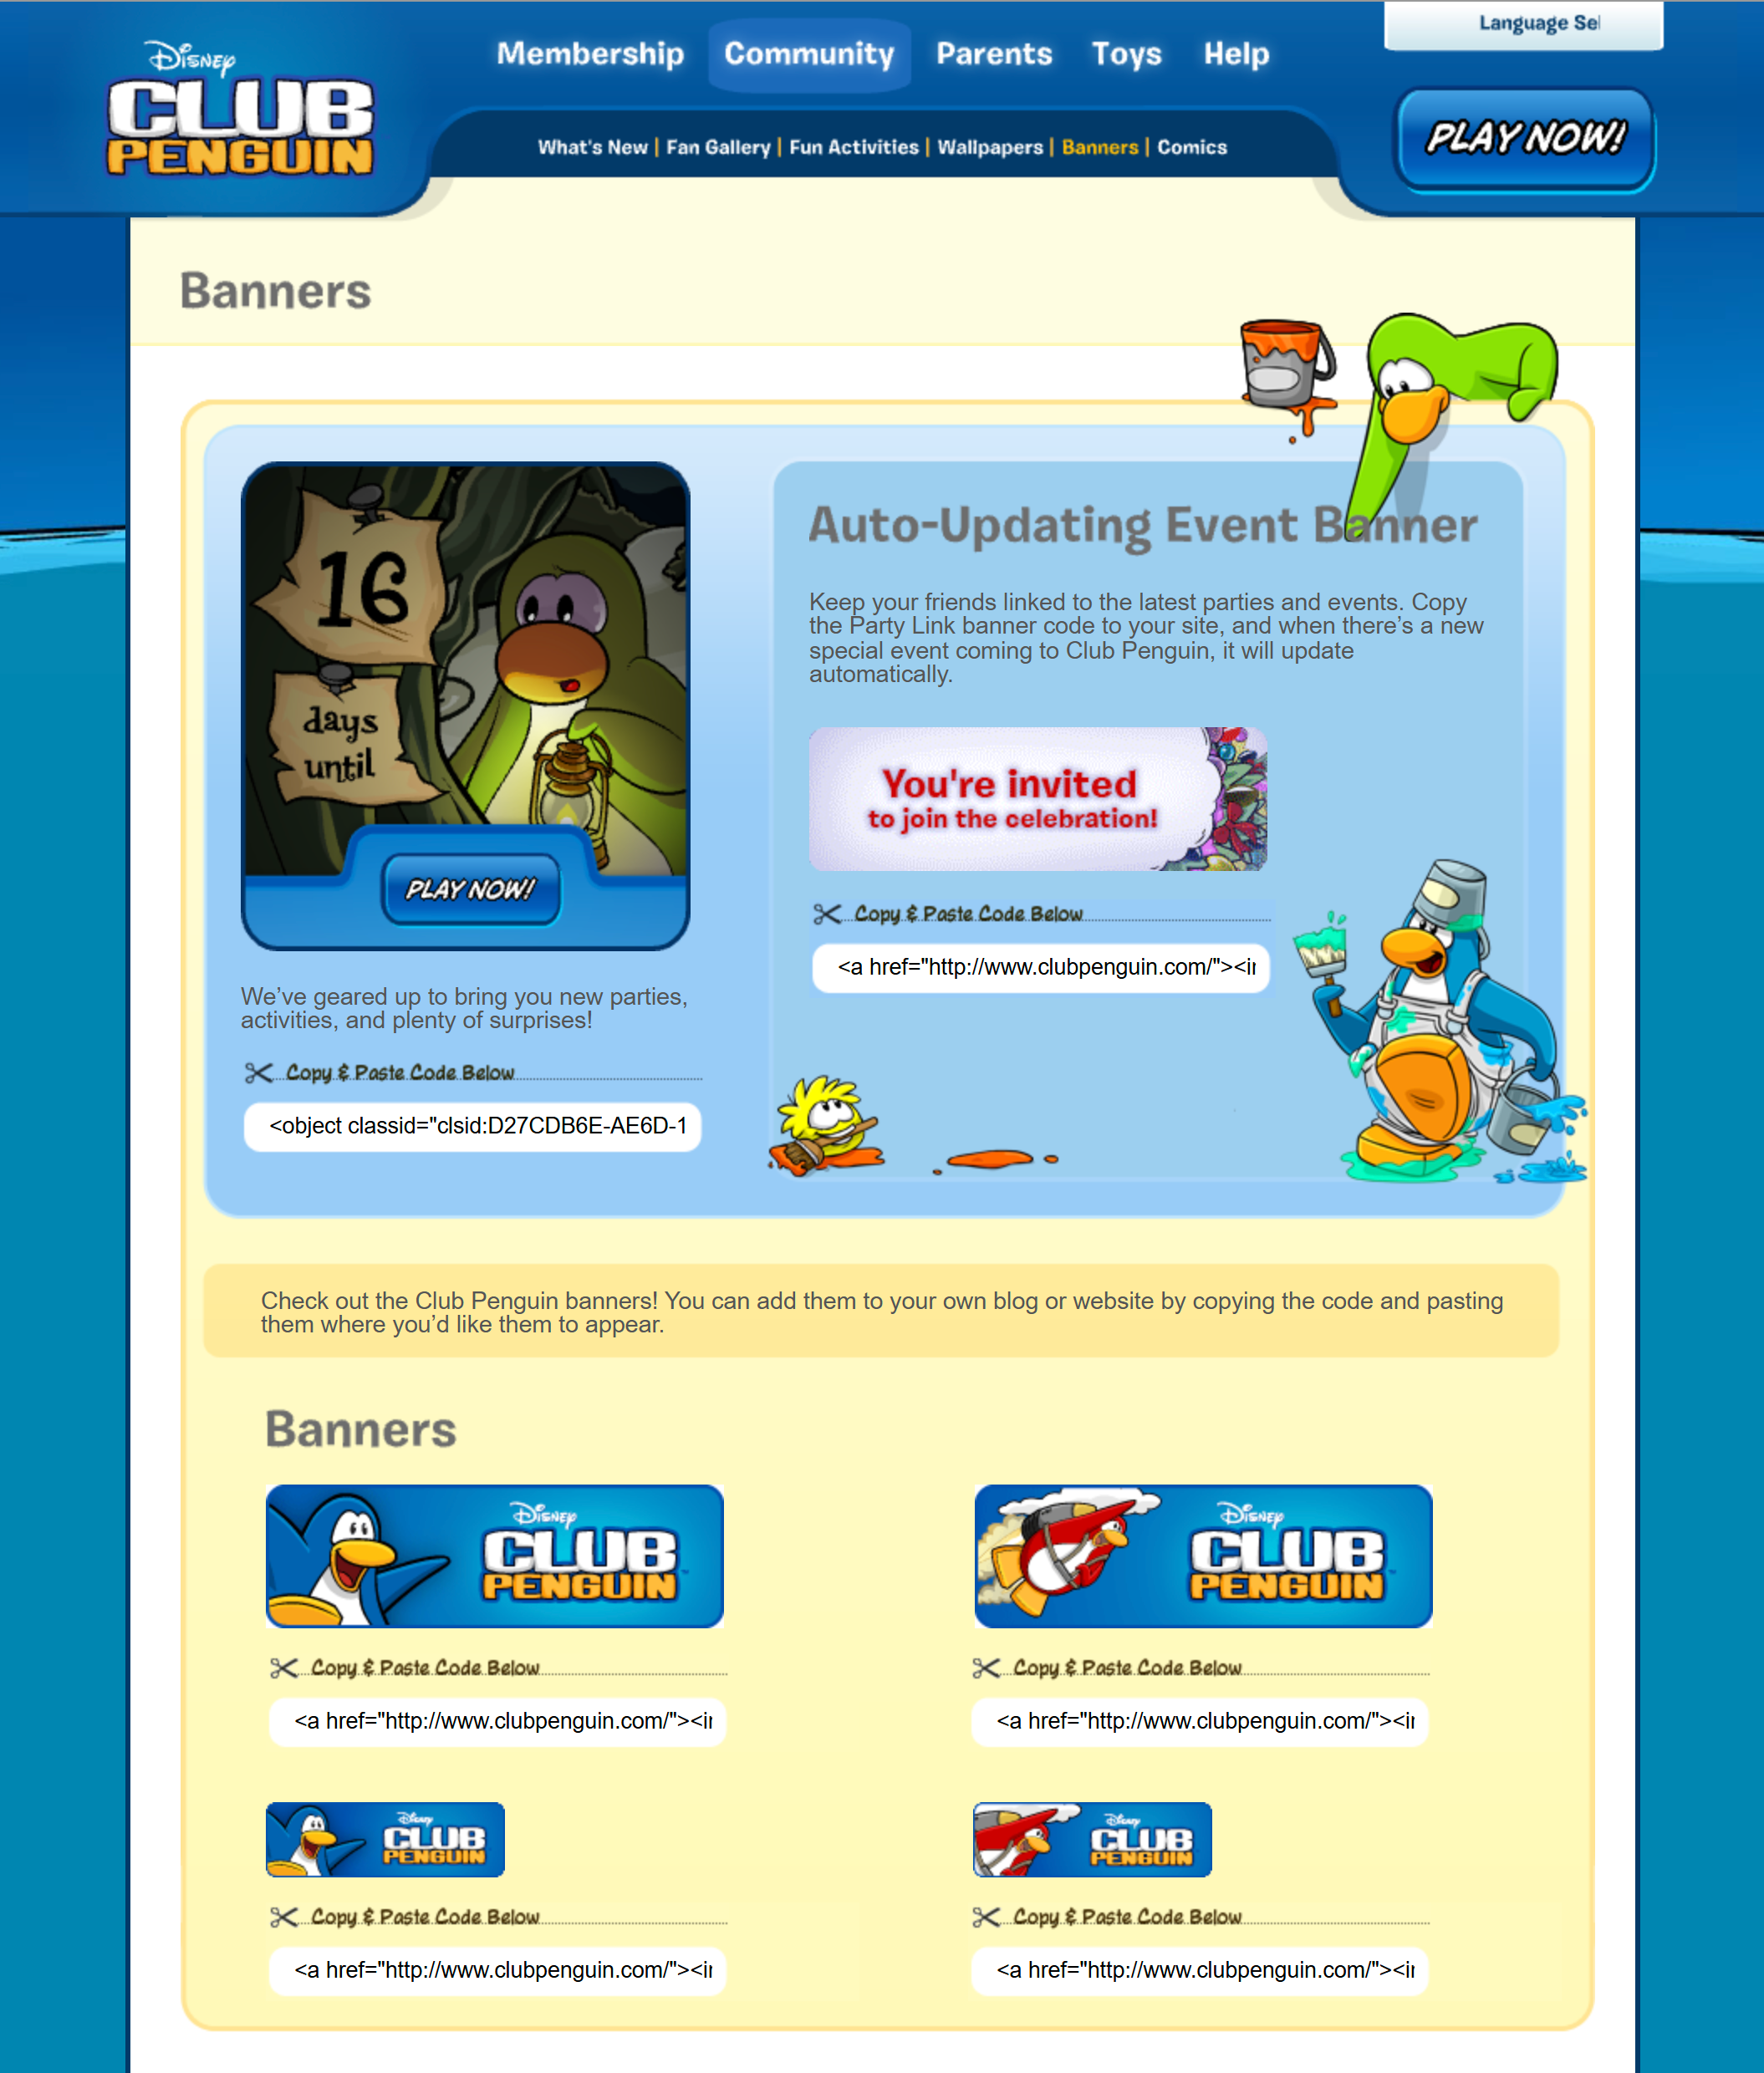 Disney
CLUB
PENGUIN
Membership Community Parents Toys Help
Language Sel
PLAY NOW!
What's New | Fan Gallery | Fun Activities | Wallpapers | Banners | Comics
Banners
16
days
until
PLAY NOW!
We’ve geared up to bring you new parties,
activities, and plenty of surprises!
Copy & Paste Code Below
<object classid="clsid:D27CDB6E-AE6D-1
Auto-Updating Event Banner
Keep your friends linked to the latest parties and events. Copy
the Party Link banner code to your site, and when there’s a new
special event coming to Club Penguin, it will update
automatically.
You're invited
to join the celebration!
Copy & Paste Code Below
<a href="http://www.clubpenguin.com/"><ir
Check out the Club Penguin banners! You can add them to your own blog or website by copying the code and pasting
them where you’d like them to appear.
Banners
Disney
CLUB
PENGUIN
Copy & Paste Code Below
<a href="http://www.clubpenguin.com/"><ir
Disney
CLUB
PENGUIN
Copy & Paste Code Below
<a href="http://www.clubpenguin.com/"><ir
Disney
CLUB
PENGUIN
Copy & Paste Code Below
<a href="http://www.clubpenguin.com/"><ir
Disney
CLUB
PENGUIN
Copy & Paste Code Below
<a href="http://www.clubpenguin.com/"><ir